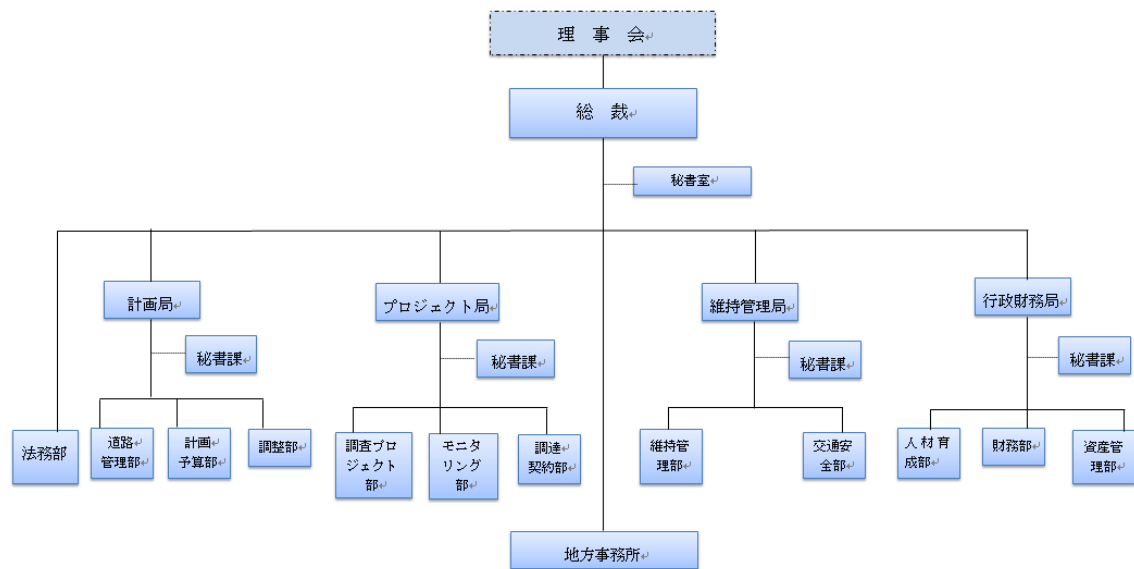 理 事 会
総 裁
秘書室
計画局
プロジェクト局
維持管理局
行政財務局
秘書課
秘書課
秘書課
秘書課
法務部
道路
管理部
計画
予算部
調整部
調査プロ
ジェクト
部
モニタ
リング
部
調達
契約部
維持管
理部
交通安
全部
人材育
成部
財務部
資産管
理部
地方事務所